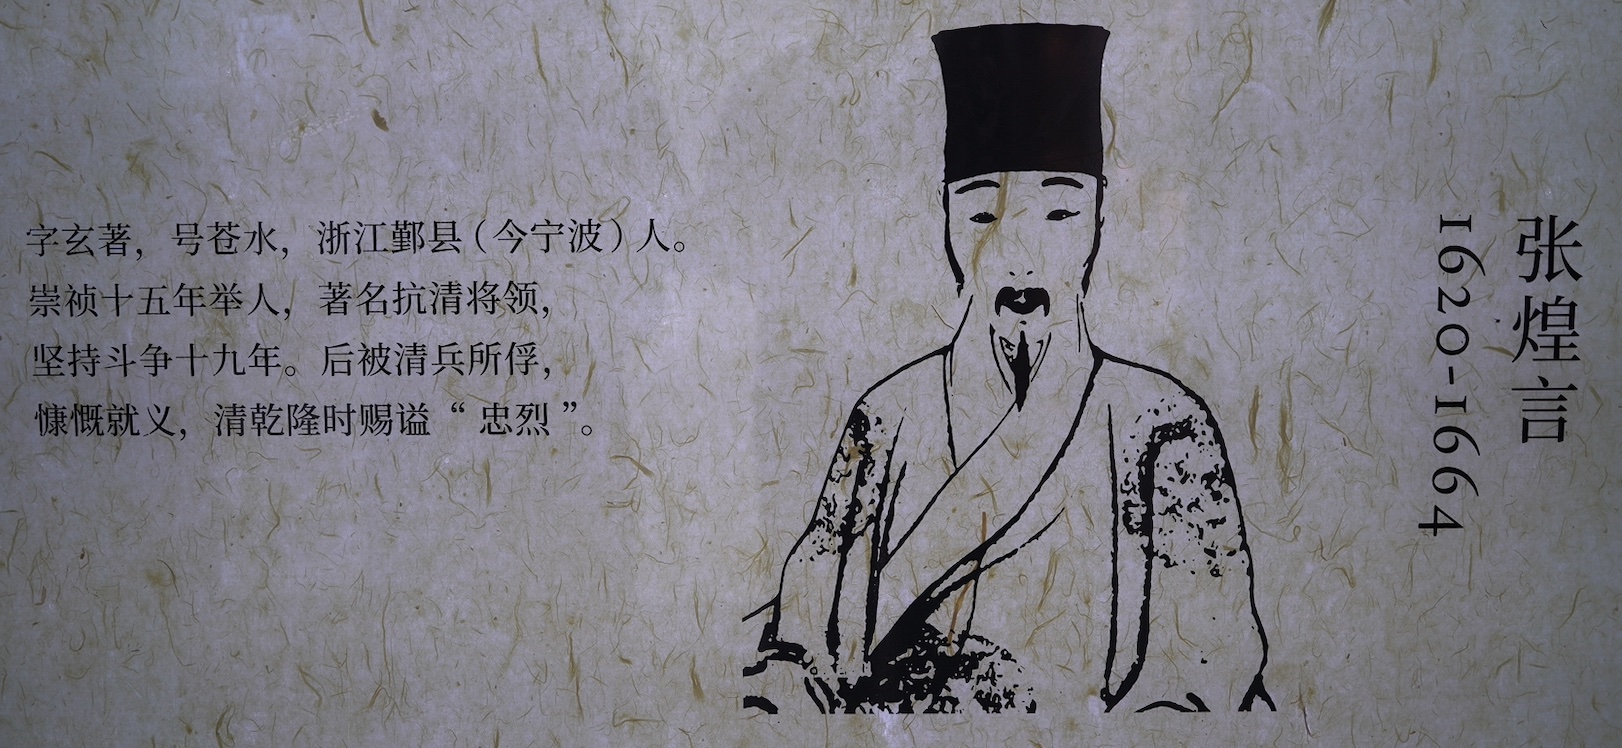 张煌言
1620-1664
字玄著，号苍水，浙江鄞县（今宁波）人。
崇祯十五年举人，著名抗清将领，
坚持斗争十九年。后被清兵所俘，
慷慨就义，清乾隆时赐谥“忠烈”。